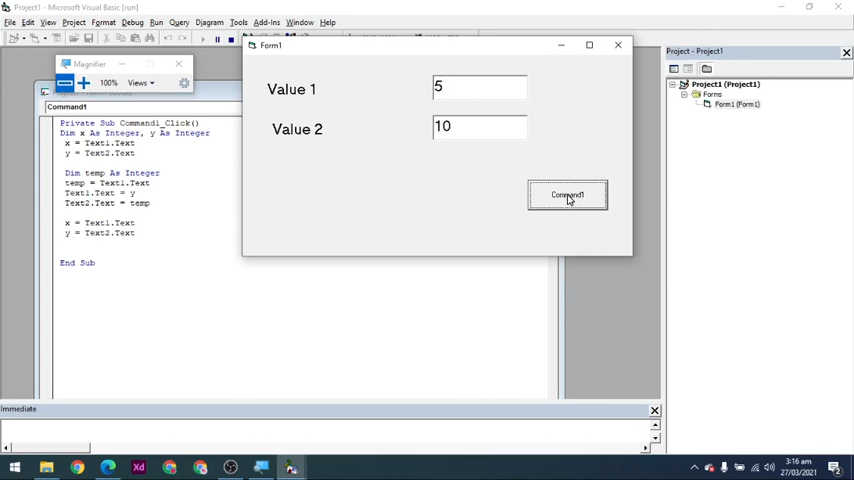 Project1 - Microsoft Visual Basic [run]
File Edit View Project Format Debug Run Query Diagram Tools Add-Ins Window Help
Magnifier
100% Views
Command1
Private Sub Command1_Click()
Dim x As Integer, y As Integer
x = Text1.Text
y = Text2.Text
Dim temp As Integer
temp = Text1.Text
Text1.Text = y
Text2.Text = temp
x = Text1.Text
y = Text2.Text
End Sub
Form1
Value 1
5
Value 2
10
Command1
Project - Project1
Project1 (Project1)
Forms
Form1 (Form1)
Immediate
Xd
3:16 am
27/03/2021
2